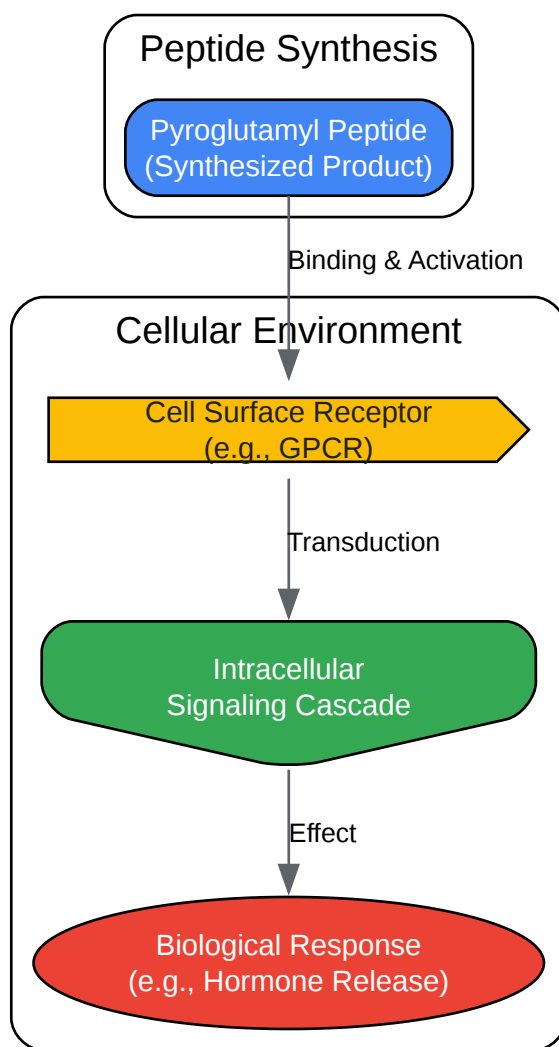 Peptide Synthesis
Pyroglutamyl Peptide
(Synthesized Product)
Binding & Activation
Cellular Environment
Cell Surface Receptor
(e.g., GPCR)
Transduction
Intracellular
Signaling Cascade
Effect
Biological Response
(e.g., Hormone Release)